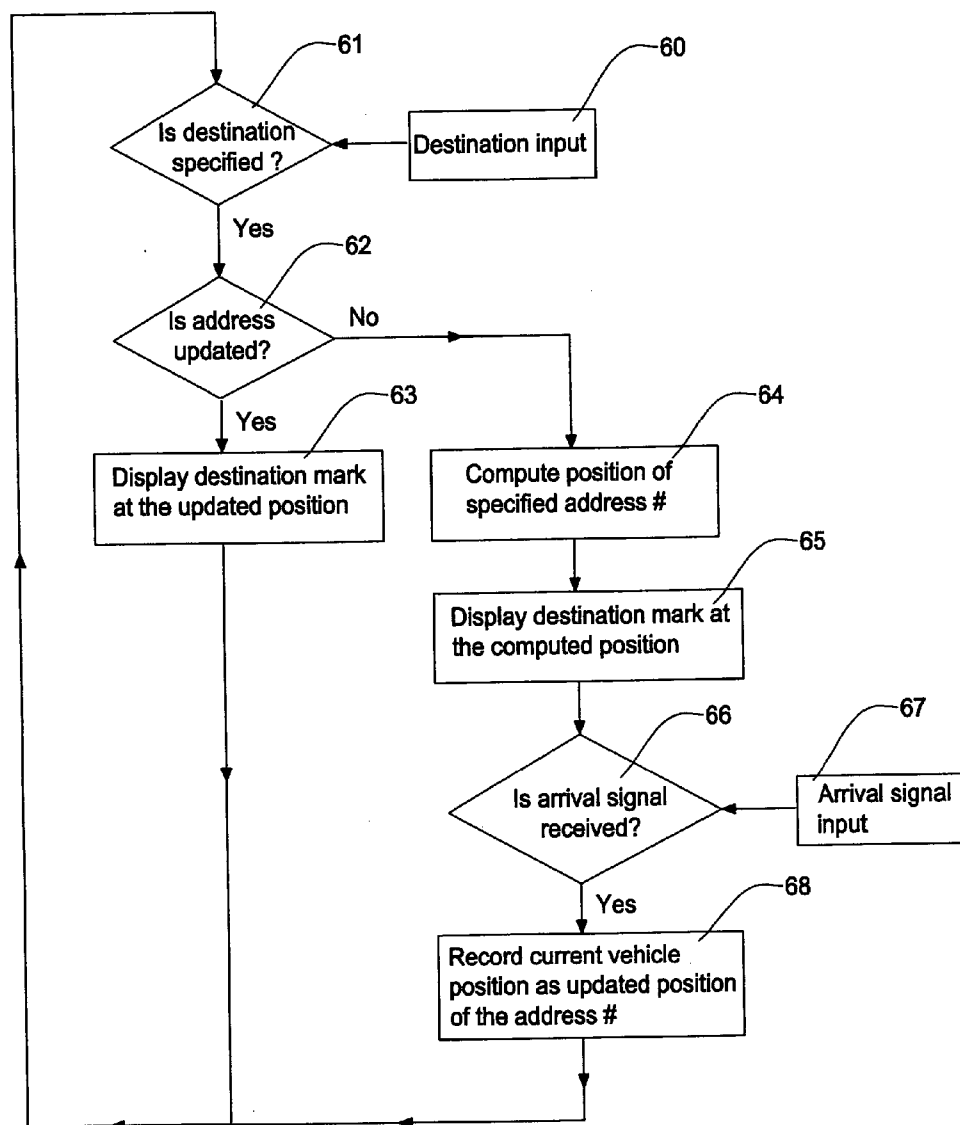 61
60
Is destination
specified ?
Destination input
Yes
62
Is address
updated?
No
63
64
Yes
Display destination mark
at the updated position
Compute position of
specified address #
65
Display destination mark at
the computed position
66
67
Is arrival signal
received?
Arrival signal
input
68
Yes
Record current vehicle
position as updated position
of the address #